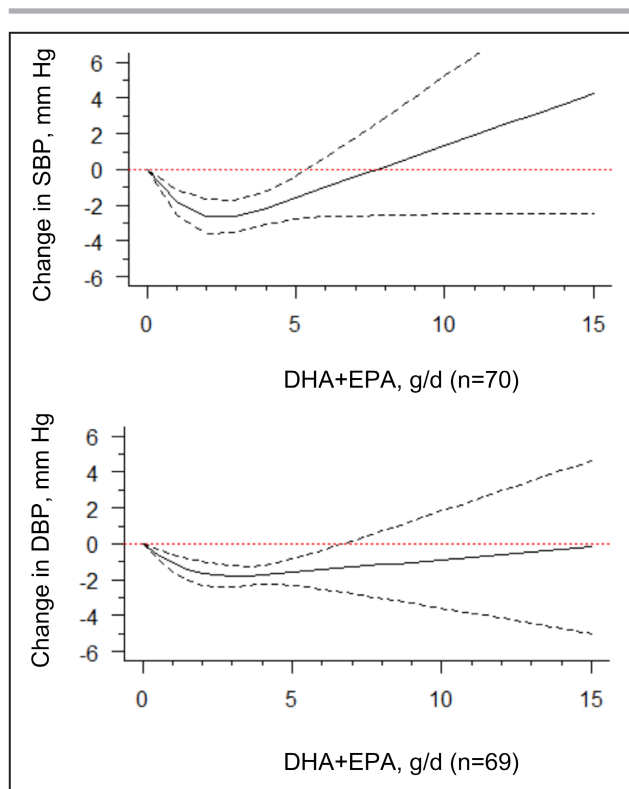 6
4
2
0
-2
-4
-6
Change in SBP, mm Hg
0 5 10 15
DHA+EPA, g/d (n=70)
6
4
2
0
-2
-4
-6
Change in DBP, mm Hg
0 5 10 15
DHA+EPA, g/d (n=69)